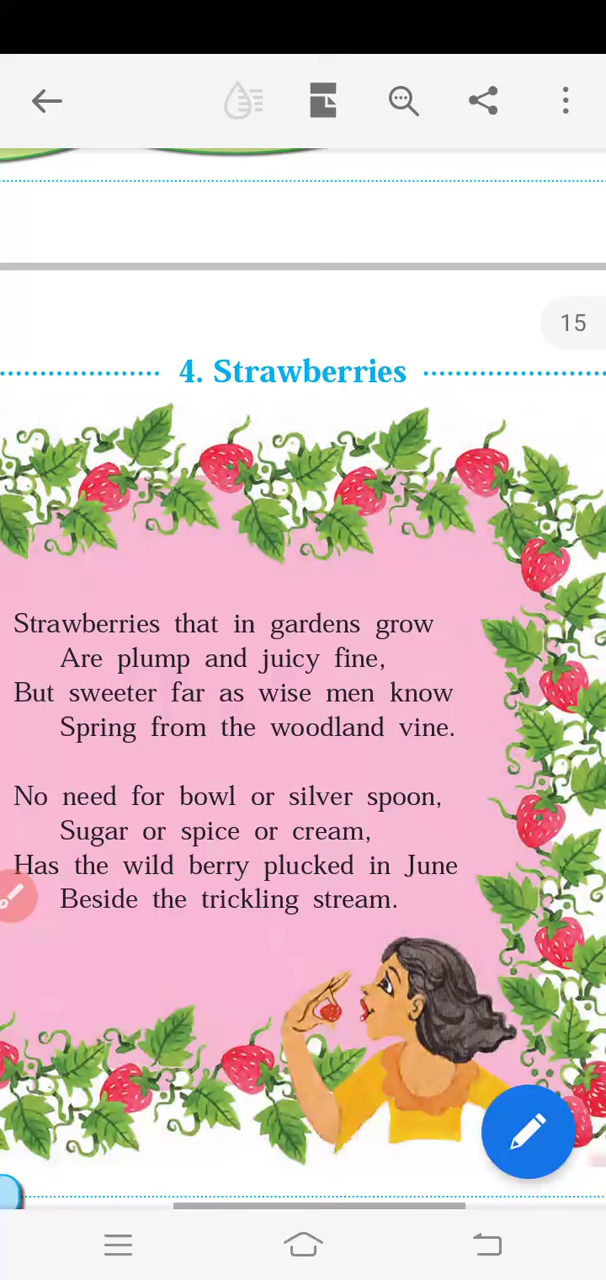 15
4. Strawberries
Strawberries that in gardens grow
Are plump and juicy fine,
But sweeter far as wise men know
Spring from the woodland vine.
No need for bowl or silver spoon,
Sugar or spice or cream,
Has the wild berry plucked in June
Beside the trickling stream.